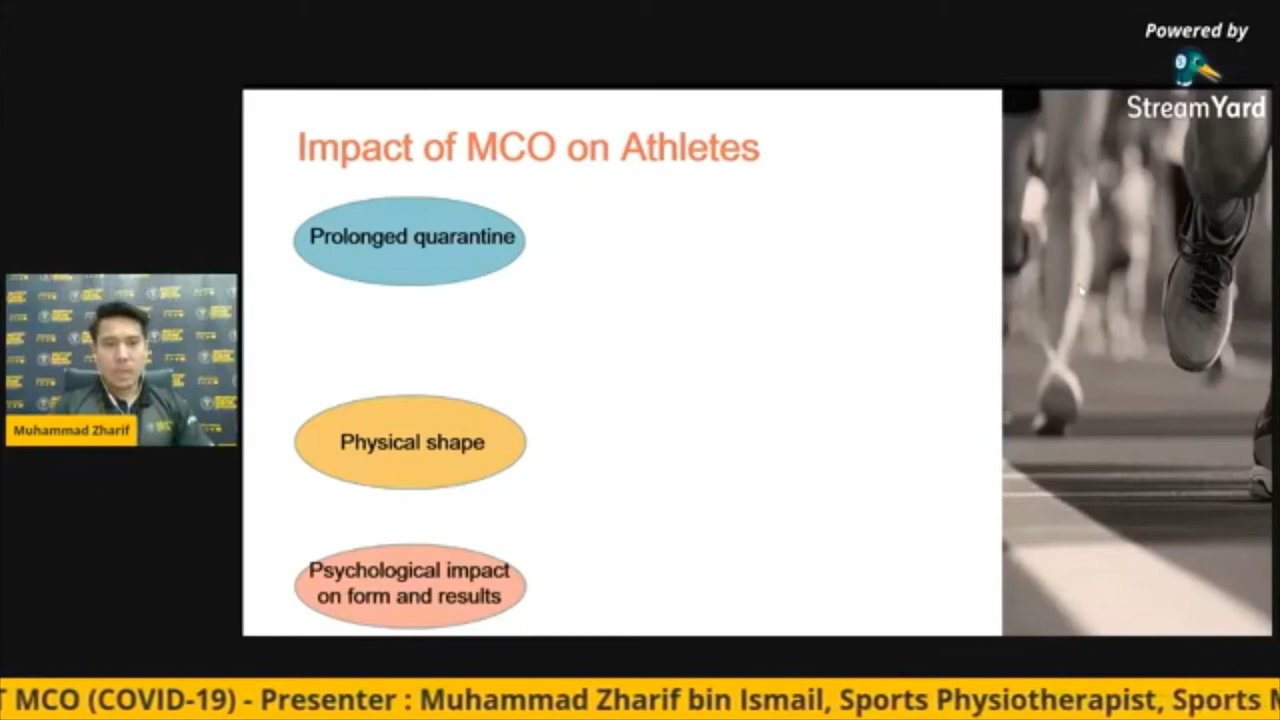 Powered by
StreamYard
Impact of MCO on Athletes
Prolonged quarantine
Physical shape
Psychological impact
on form and results
Muhammad Zharif
T MCO (COVID-19) - Presenter : Muhammad Zharif bin Ismail, Sports Physiotherapist, Sports M